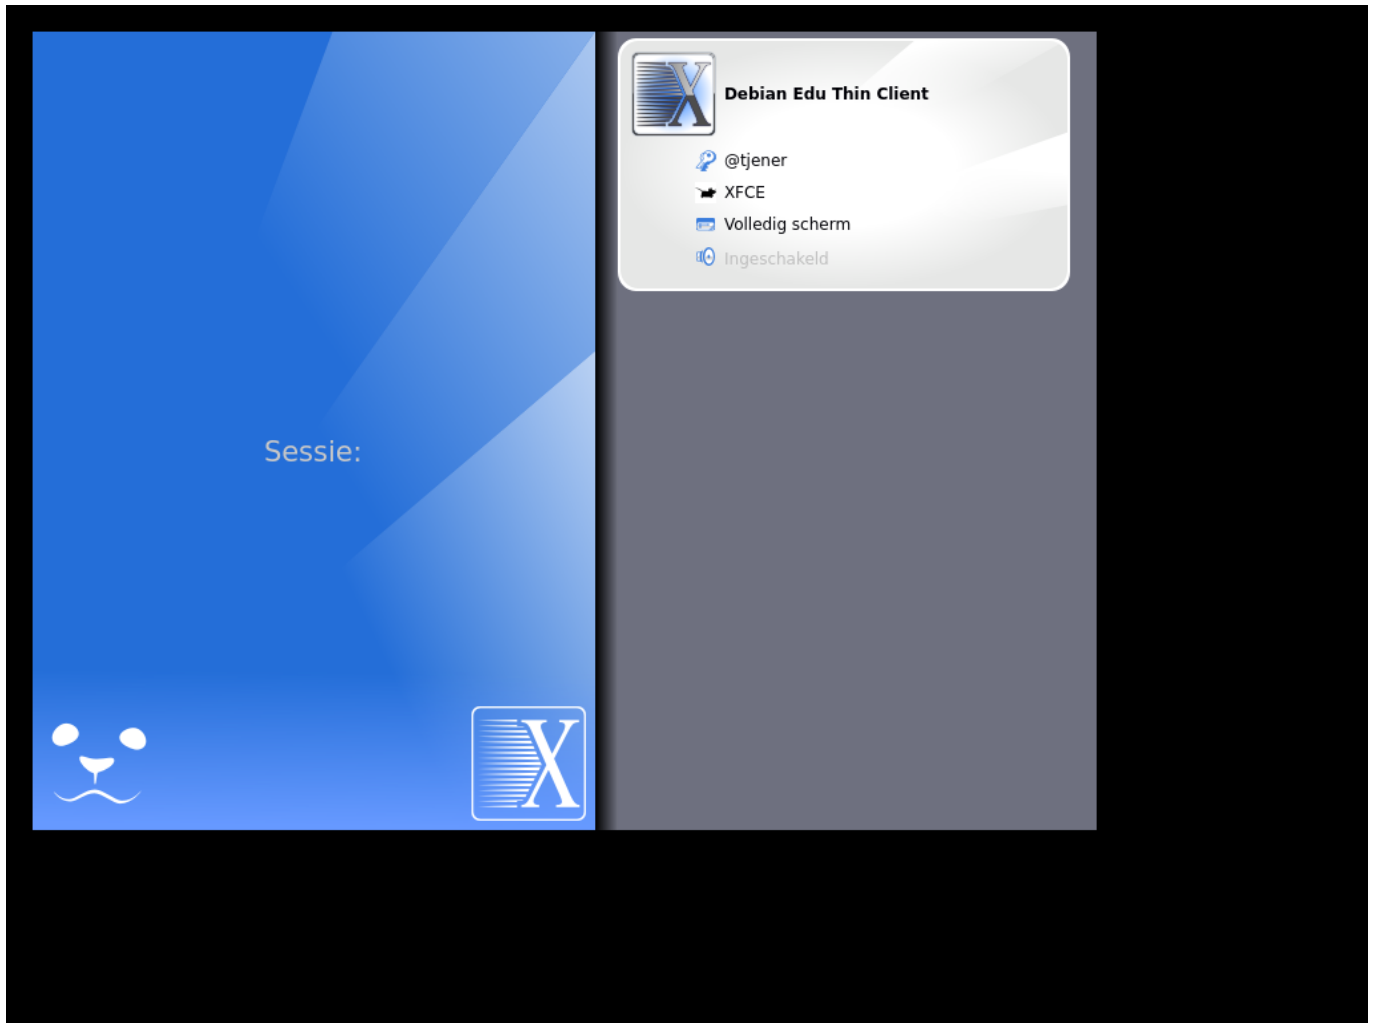 Debian Edu Thin Client
@tjener
XFCE
Volledig scherm
Ingeschakeld
Sessie:
X